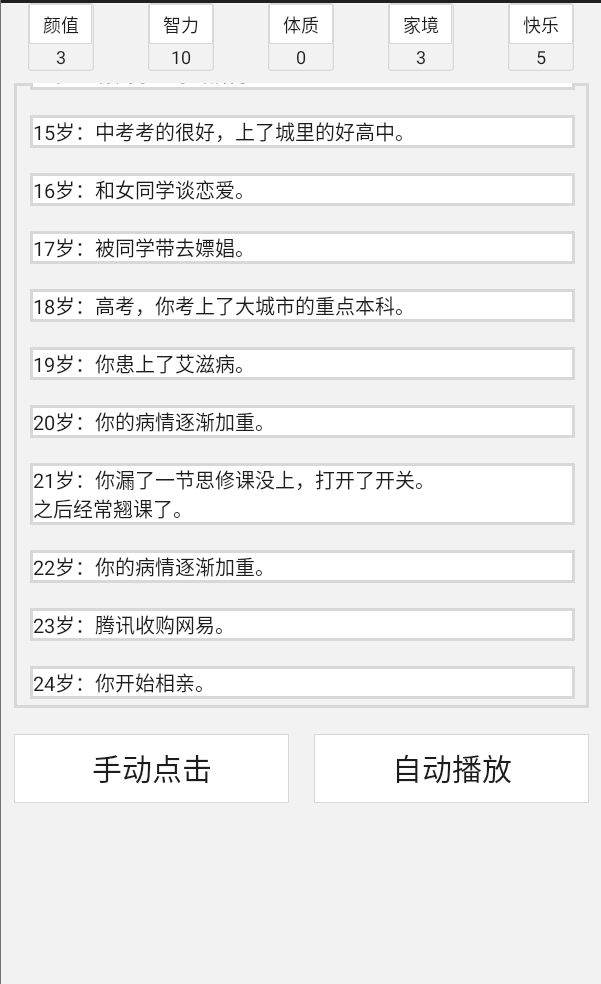 颜值 智力 体质 家境 快乐
3 10 0 3 5
15岁：中考考的很好，上了城里的好高中。
16岁：和女同学谈恋爱。
17岁：被同学带去嫖娼。
18岁：高考，你考上了大城市的重点本科。
19岁：你患上了艾滋病。
20岁：你的病情逐渐加重。
21岁：你漏了一节思修课没上，打开了开关。
之后经常翘课了。
22岁：你的病情逐渐加重。
23岁：腾讯收购网易。
24岁：你开始相亲。
手动点击 自动播放